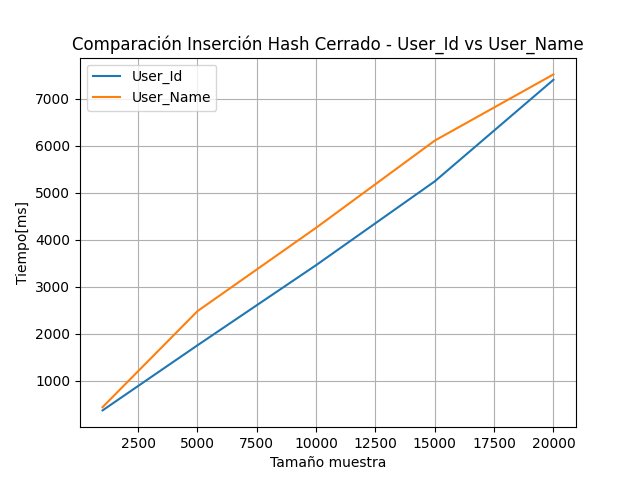 Comparación Inserción Hash Cerrado - User_Id vs User_Name
User_Id
User_Name
7000
6000
5000
4000
3000
2000
1000
Tiempo[ms]
2500 5000 7500 10000 12500 15000 17500 20000
Tamaño muestra